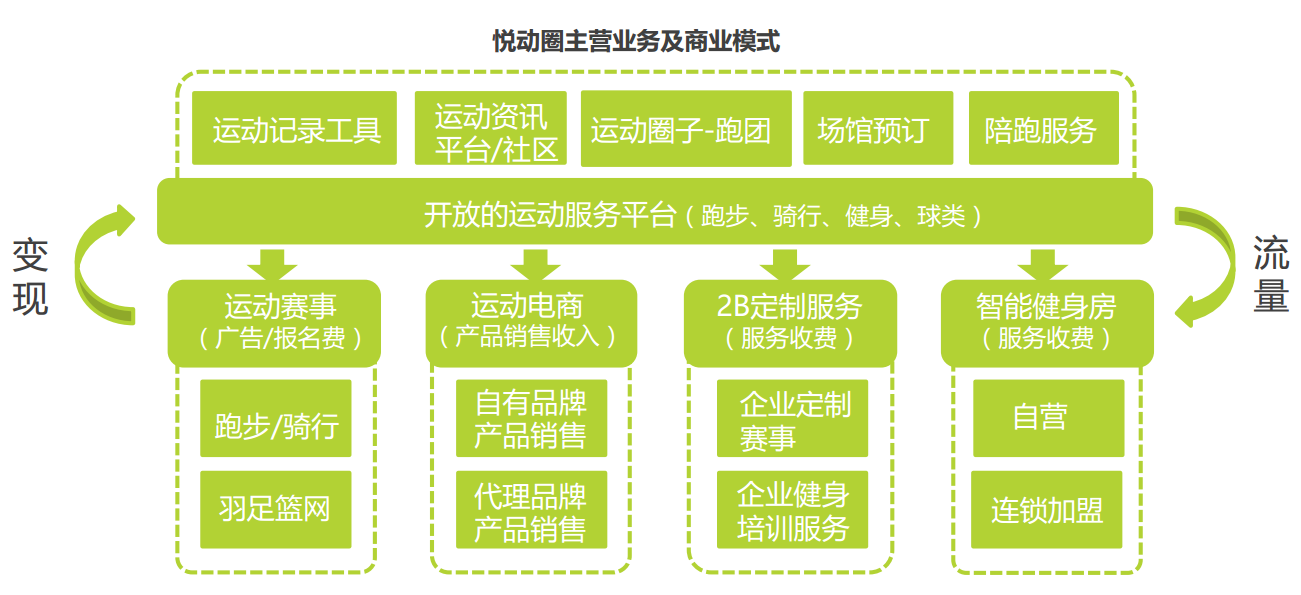 悦动圈主营业务及商业模式
运动记录工具
运动资讯
平台/社区
运动圈子-跑团
场馆预订
陪跑服务
开放的运动服务平台（跑步、骑行、健身、球类）
变
现
流
量
运动赛事
（广告/报名费）
运动电商
（产品销售收入）
2B定制服务
（服务收费）
智能健身房
（服务收费）
跑步/骑行
自有品牌
产品销售
企业定制
赛事
自营
羽足篮网
代理品牌
产品销售
企业健身
培训服务
连锁加盟